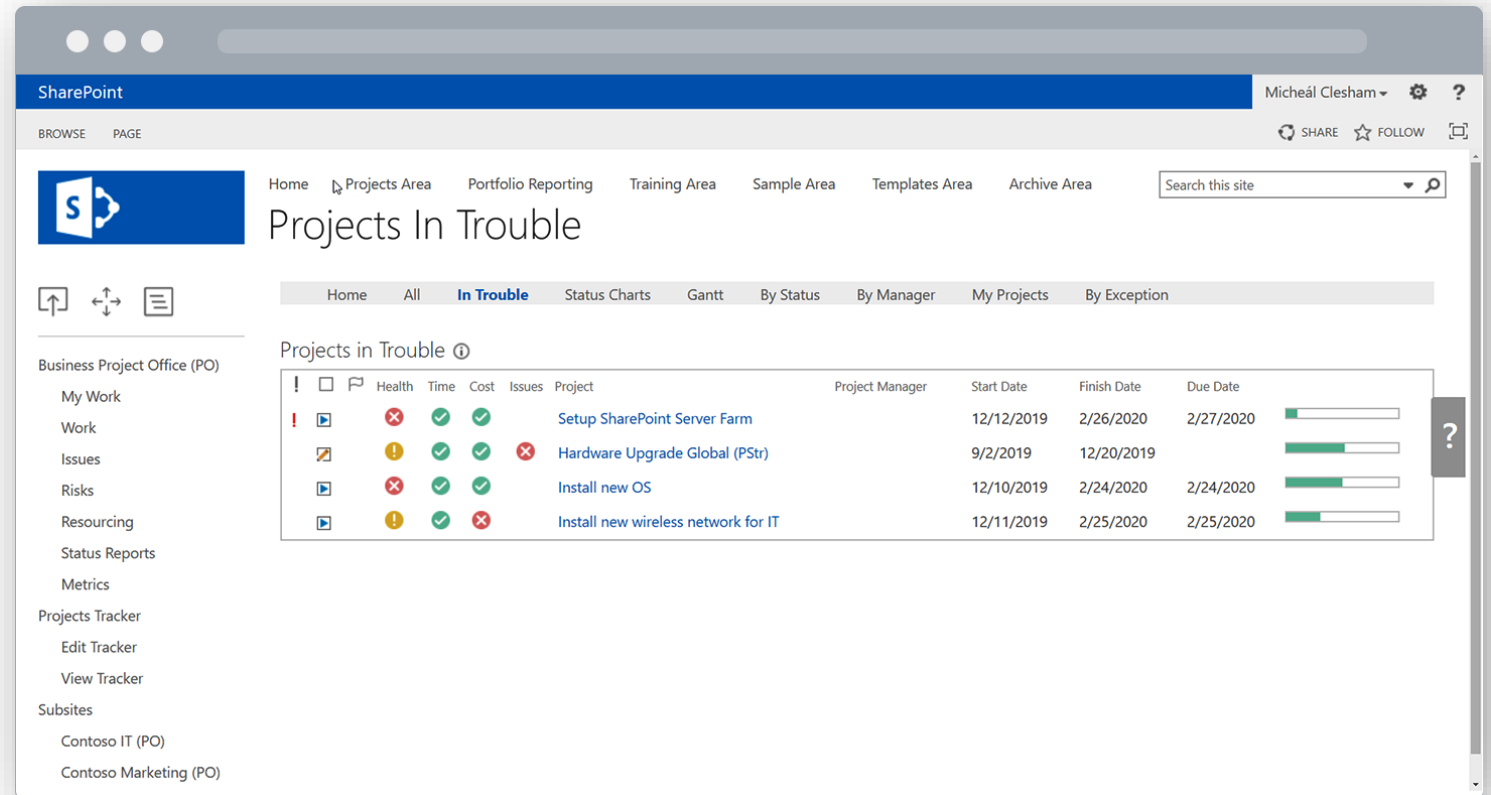 SharePoint
Micheál Clesham
?
BROWSE PAGE
SHARE FOLLOW
S
Home Projects Area Portfolio Reporting Training Area Sample Area Templates Area Archive Area
Search this site
Projects In Trouble
Home All In Trouble Status Charts Gantt By Status By Manager My Projects By Exception
Business Project Office (PO)
My Work
Work
Issues
Risks
Resourcing
Status Reports
Metrics
Projects Tracker
Edit Tracker
View Tracker
Subsites
Contoso IT (PO)
Contoso Marketing (PO)
Projects in Trouble
! Health Time Cost Issues Project Project Manager Start Date Finish Date Due Date
! Setup SharePoint Server Farm 12/12/2019 2/26/2020 2/27/2020
Hardware Upgrade Global (PStr) 9/2/2019 12/20/2019
Install new OS 12/10/2019 2/24/2020 2/24/2020
Install new wireless network for IT 12/11/2019 2/25/2020 2/25/2020
?